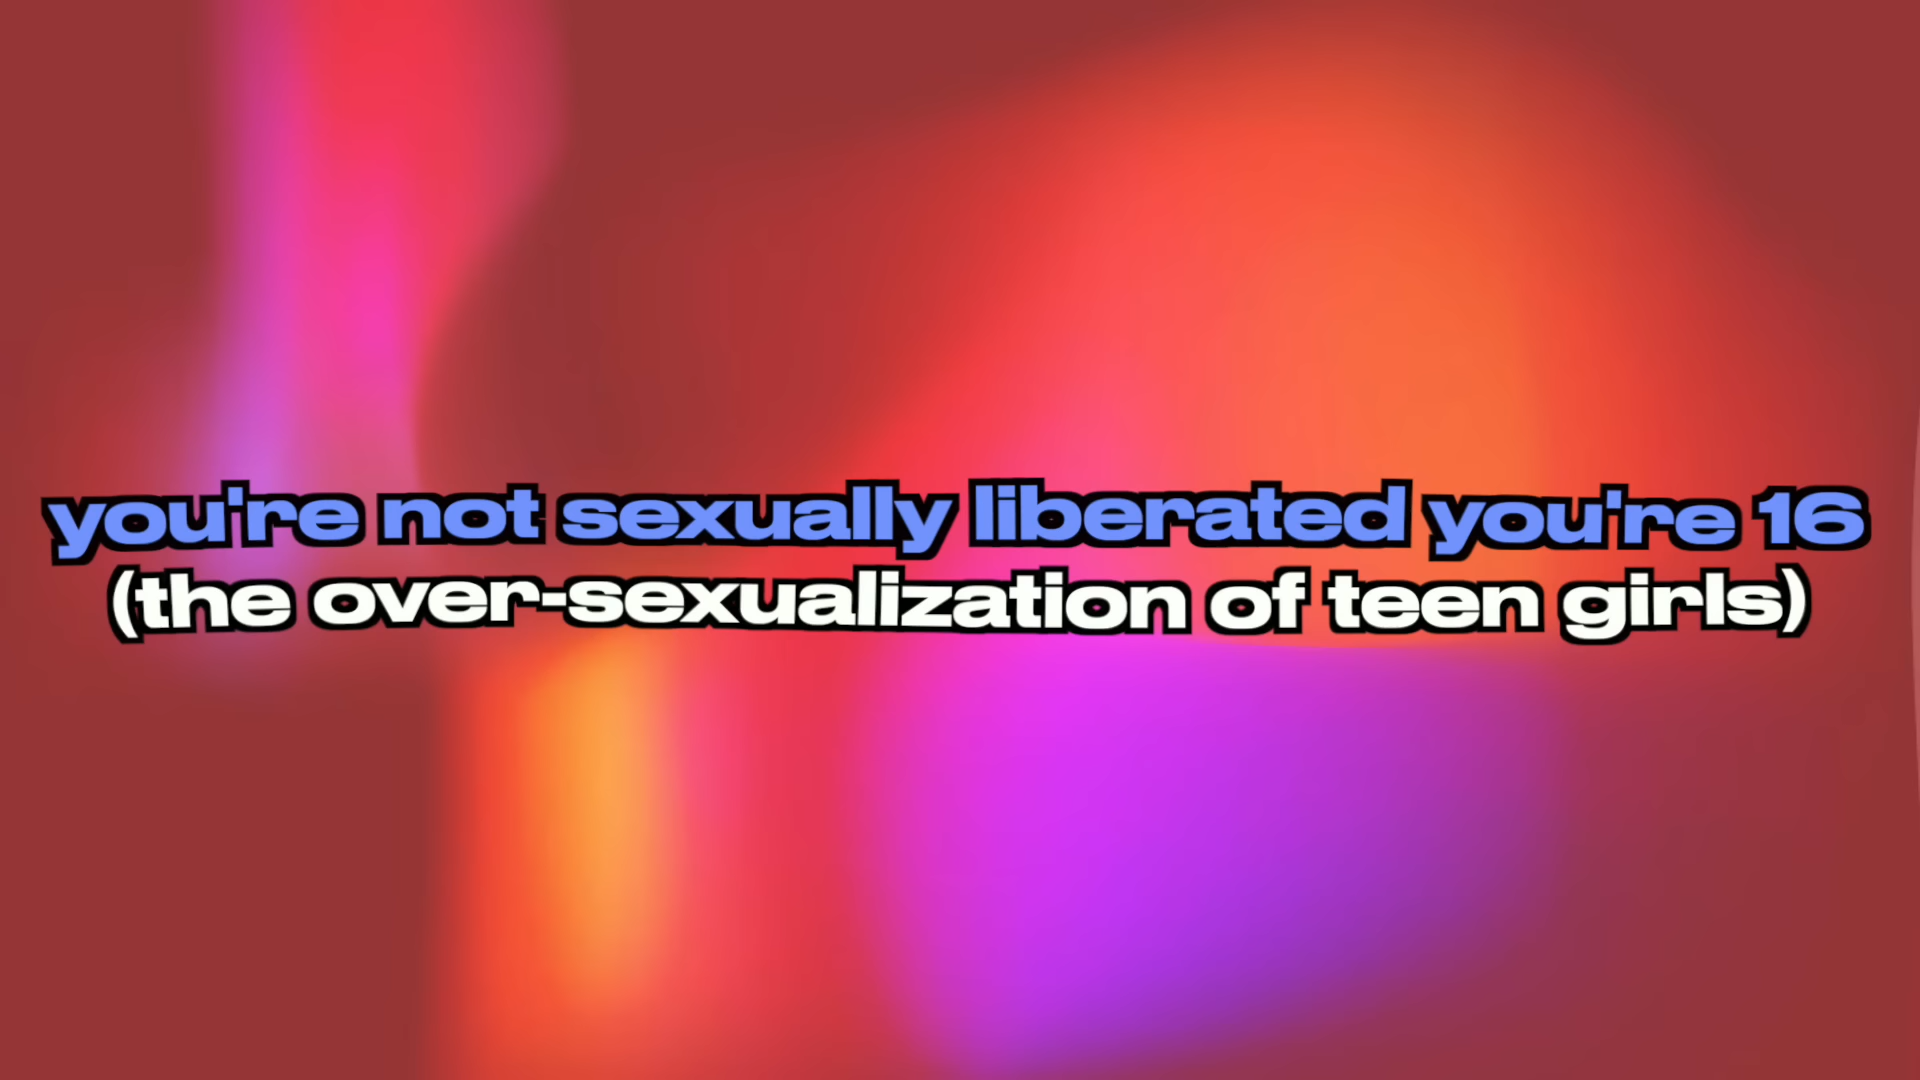 you're not sexually liberated you're 16
(the over-sexualization of teen girls)